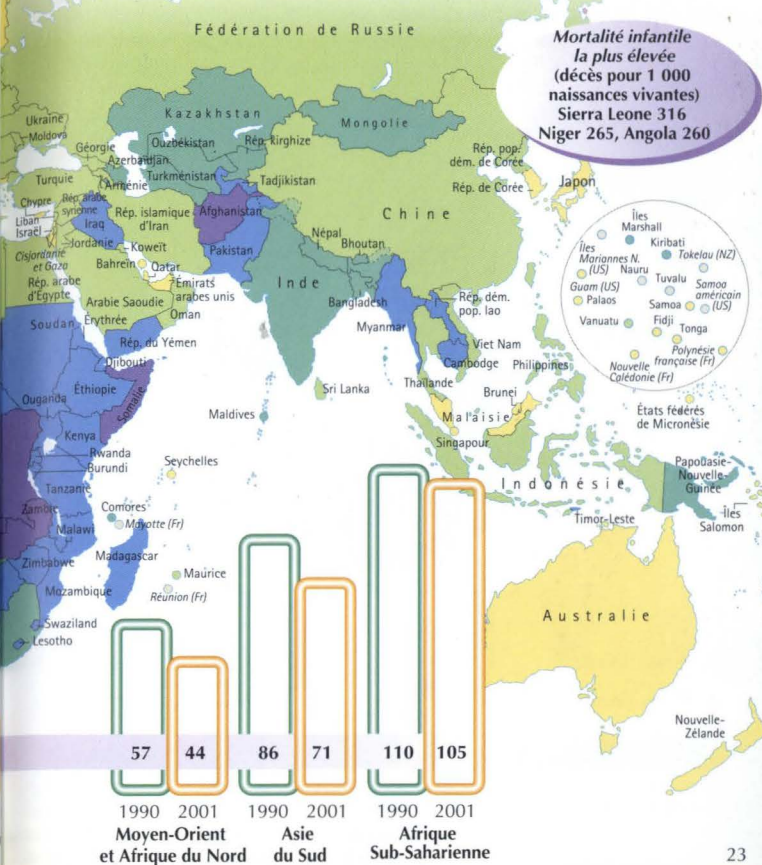 Fédération de Russie
Mortalité infantile
la plus élevée
(décès pour 1 000
naissances vivantes)
Sierra Leone 316
Niger 265, Angola 260
Ukraine
Moldova
Géorgie
Azerbaïdjan
Arménie
Turquie
Kazakhstan
Ouzbékistan
Turkménistan
Rép. kirghize
Tadjikistan
Mongolie
Rép. pop.
dém. de Corée
Rép. de Corée
Japon
Chine
Chypre
Liban
Israël
Rép. arabe
syrienne
Iraq
Jordanie
Cisjordanie
et Gaza
Rép. arabe
d'Égypte
Rép. islamique
d'Iran
Afghanistan
Pakistan
Koweït
Bahreïn
Qatar
Émirats
arabes unis
Arabie Saoudite
Oman
Népal
Bhoutan
Inde
Bangladesh
Myanmar
Rép. dém.
pop. lao
Viet Nam
Cambodge
Thaïlande
Philippines
Îles
Marshall
Îles
Mariannes N.
(US)
Kiribati
Tokelau (NZ)
Nauru
Guam (US)
Tuvalu
Samoa
américain
(US)
Palaos
Samoa
Vanuatu
Fidji
Tonga
Polynésie
française (Fr)
Nouvelle
Calédonie (Fr)
États fédérés
de Micronésie
Soudan
Érythrée
Rép. du Yémen
Djibouti
Éthiopie
Somalie
Ouganda
Kenya
Rwanda
Burundi
Tanzanie
Maldives
Sri Lanka
Brunei
Malaisie
Singapour
Indonésie
Papouasie-
Nouvelle-
Guinée
Îles
Salomon
Timor-Leste
Seychelles
Comores
Mayotte (Fr)
Zambie
Malawi
Madagascar
Zimbabwe
Mozambique
Maurice
Réunion (Fr)
Swaziland
Lesotho
Australie
Nouvelle-
Zélande
57 44 86 71 110 105
1990 2001 1990 2001 1990 2001
Moyen-Orient
et Afrique du Nord
Asie
du Sud
Afrique
Sub-Saharienne
23